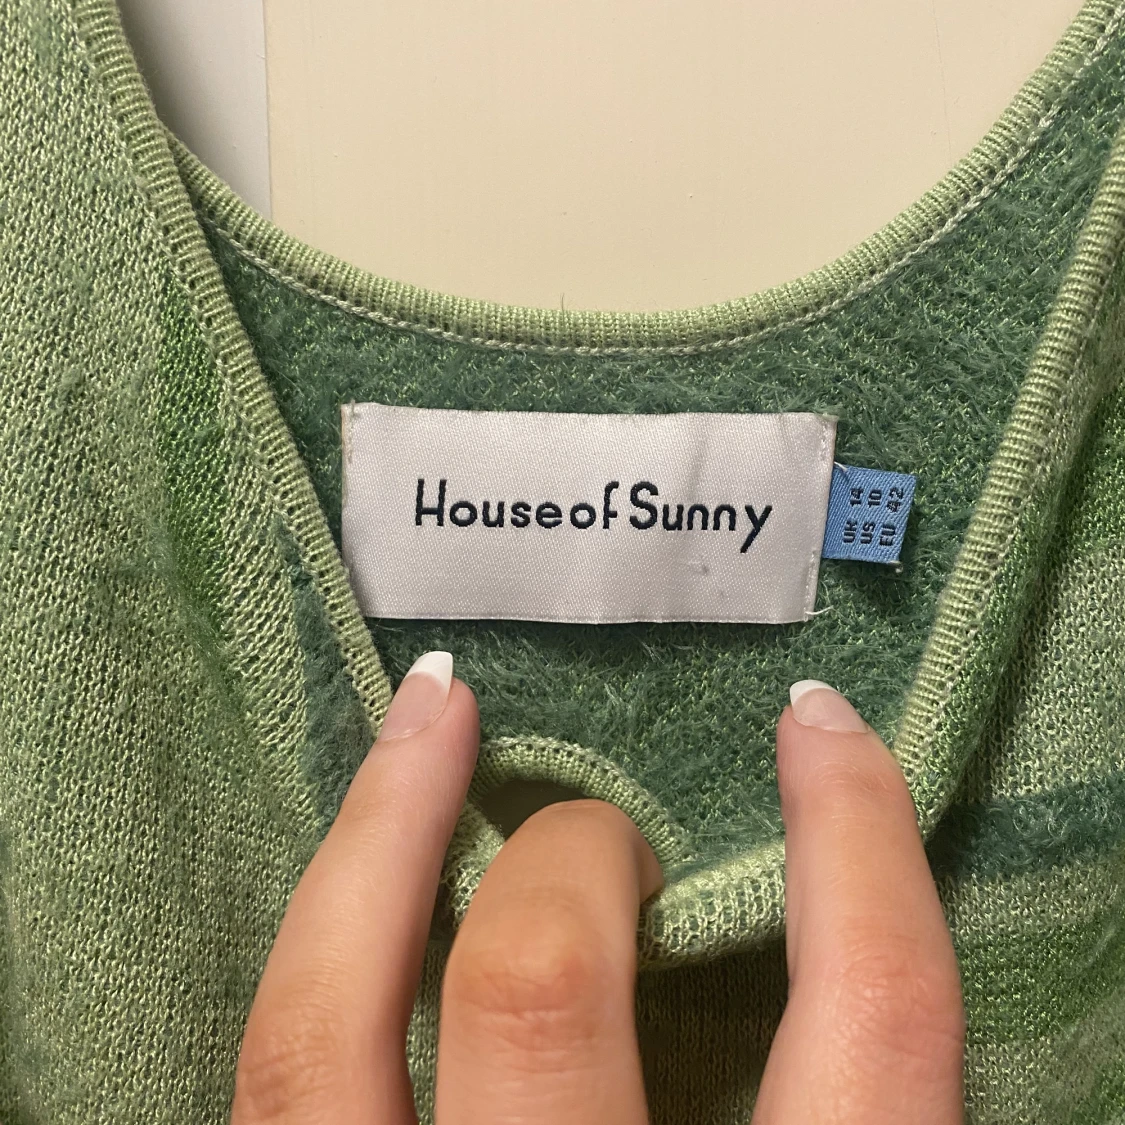 House of Sunny
UK 14
US 10
EU 42